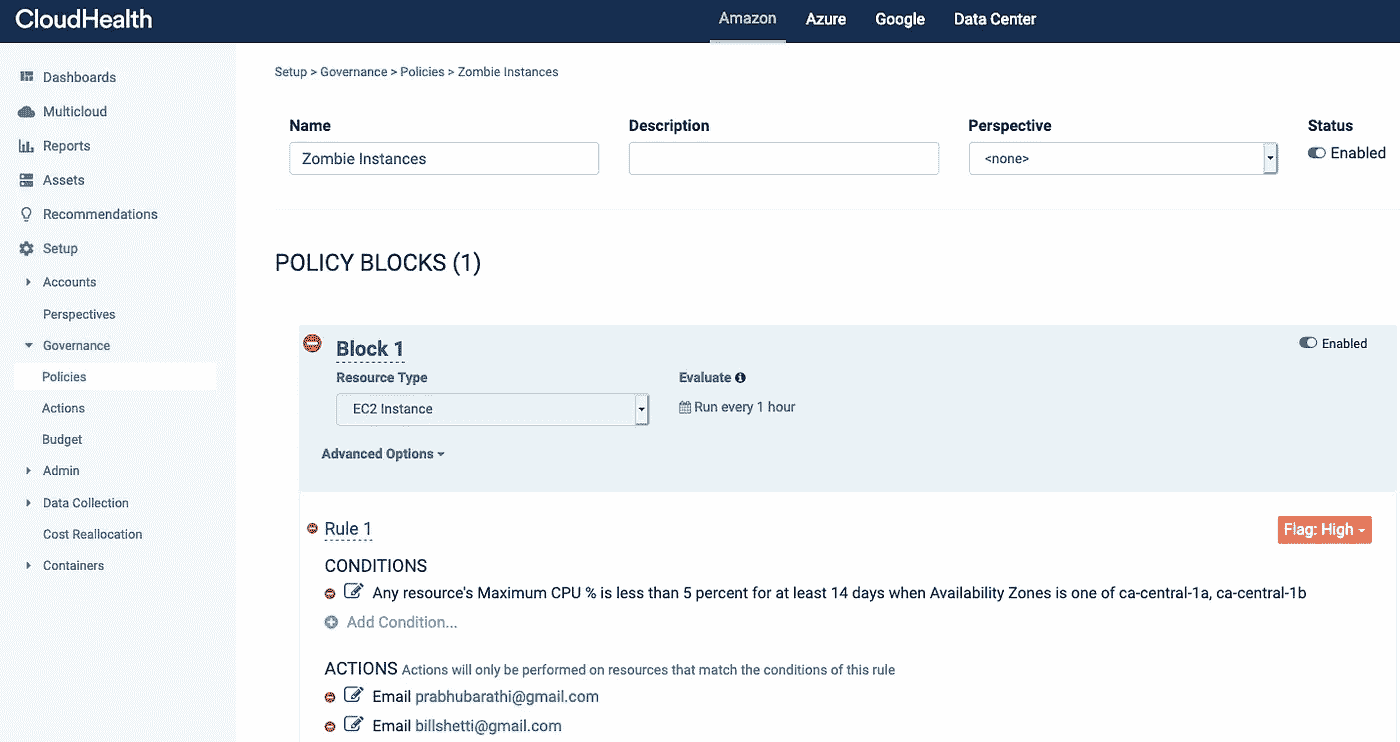 CloudHealth
Amazon Azure Google Data Center
Dashboards
Multicloud
Reports
Assets
Recommendations
Setup
Accounts
Perspectives
Governance
Policies
Actions
Budget
Admin
Data Collection
Cost Reallocation
Containers
Setup > Governance > Policies > Zombie Instances
Name Description Perspective Status
Zombie Instances <none> Enabled
POLICY BLOCKS (1)
Block 1 Enabled
Resource Type Evaluate
EC2 Instance Run every 1 hour
Advanced Options
Rule 1 Flag: High
CONDITIONS
Any resource's Maximum CPU % is less than 5 percent for at least 14 days when Availability Zones is one of ca-central-1a, ca-central-1b
Add Condition...
ACTIONS Actions will only be performed on resources that match the conditions of this rule
Email prabhubarathi@gmail.com
Email billshetti@gmail.com